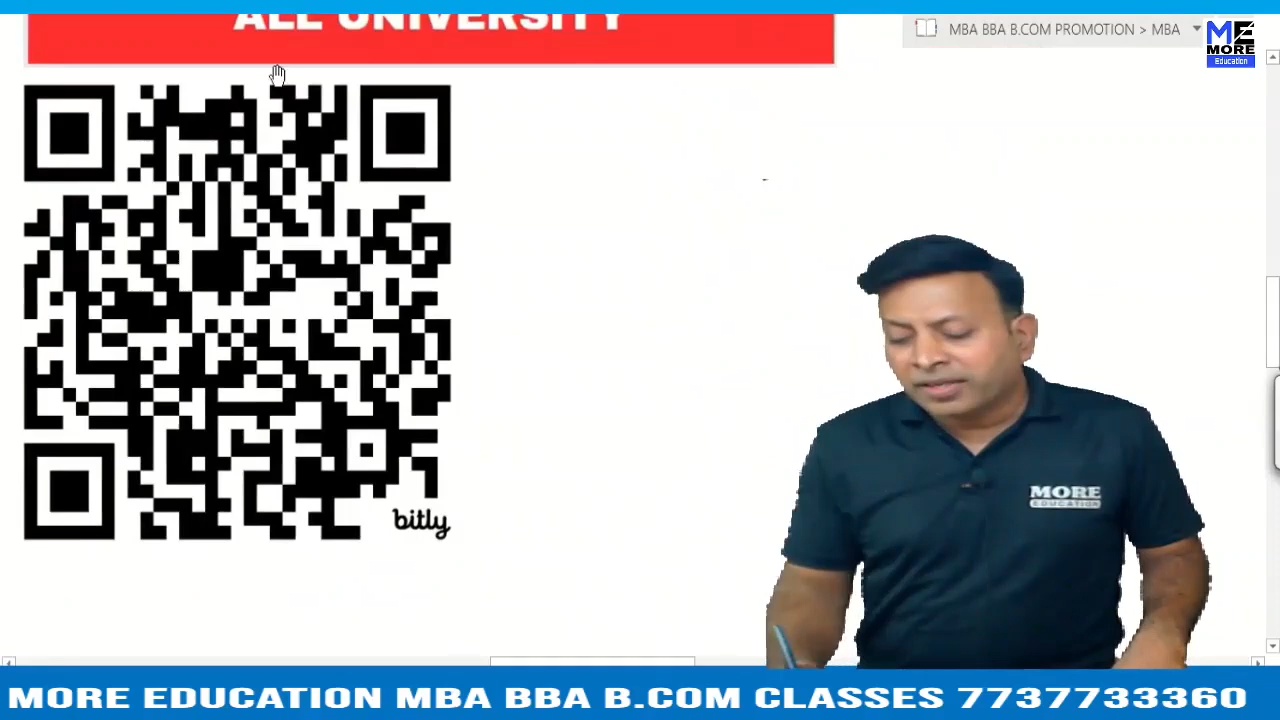 ALL UNIVERSITY
MBA BBA B.COM PROMOTION > MBA
ME
MORE
Education
bitly
MORE
EDUCATION
MORE EDUCATION MBA BBA B.COM CLASSES 7737733360